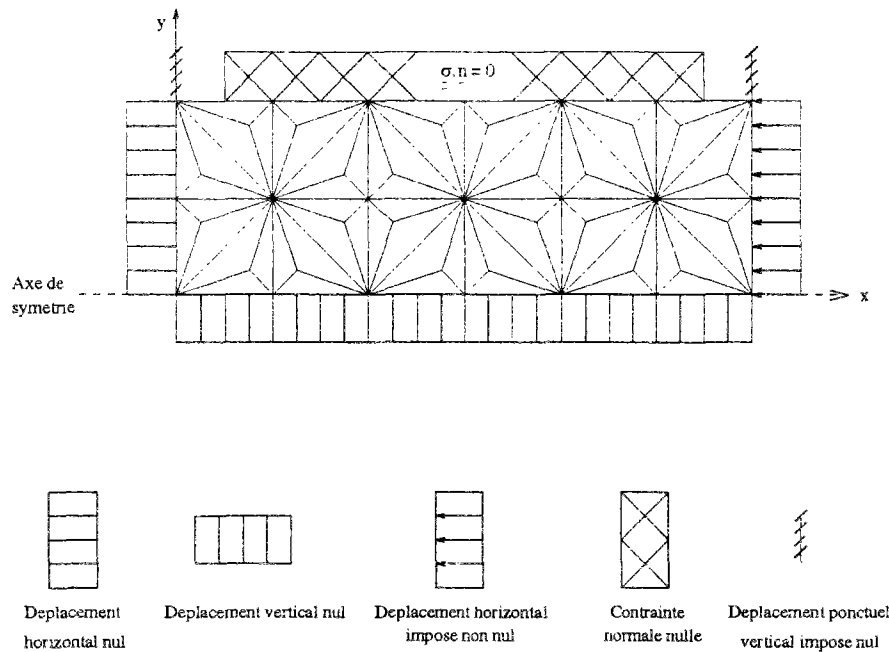 y
σ.n = 0
Axe de
symetrie
x
Deplacement
horizontal nul
Deplacement vertical nul
Deplacement horizontal
impose non nul
Contrainte
normale nulle
Deplacement ponctuel
vertical impose nul